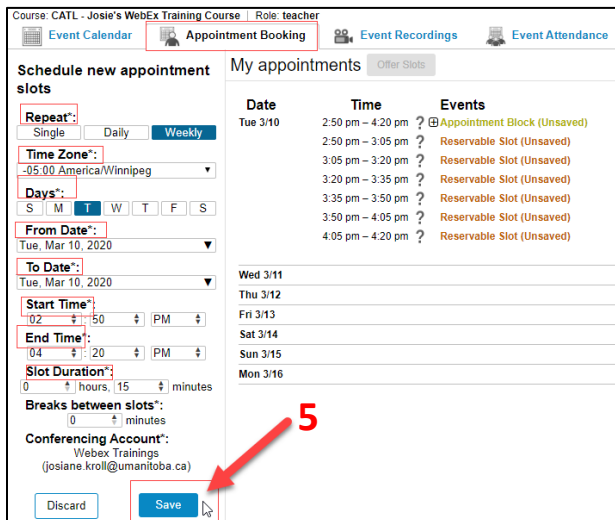 Course: CATL - Josie's WebEx Training Course | Role: teacher
Event Calendar Appointment Booking Event Recordings Event Attendance
Schedule new appointment
slots
Repeat*:
Single Daily Weekly
Time Zone*:
-05:00 America/Winnipeg
Days*:
S M T W T F S
From Date*:
Tue, Mar 10, 2020
To Date*:
Tue, Mar 10, 2020
Start Time*:
02 : 50 PM
End Time*:
04 : 20 PM
Slot Duration*:
0 hours, 15 minutes
Breaks between slots*:
0 minutes
Conferencing Account*:
Webex Trainings
(josiane.kroll@umanitoba.ca)
Discard Save
My appointments Offer Slots
Date Time Events
Tue 3/10 2:50 pm – 4:20 pm ? Appointment Block (Unsaved)
2:50 pm – 3:05 pm ? Reservable Slot (Unsaved)
3:05 pm – 3:20 pm ? Reservable Slot (Unsaved)
3:20 pm – 3:35 pm ? Reservable Slot (Unsaved)
3:35 pm – 3:50 pm ? Reservable Slot (Unsaved)
3:50 pm – 4:05 pm ? Reservable Slot (Unsaved)
4:05 pm – 4:20 pm ? Reservable Slot (Unsaved)
Wed 3/11
Thu 3/12
Fri 3/13
Sat 3/14
Sun 3/15
Mon 3/16
5